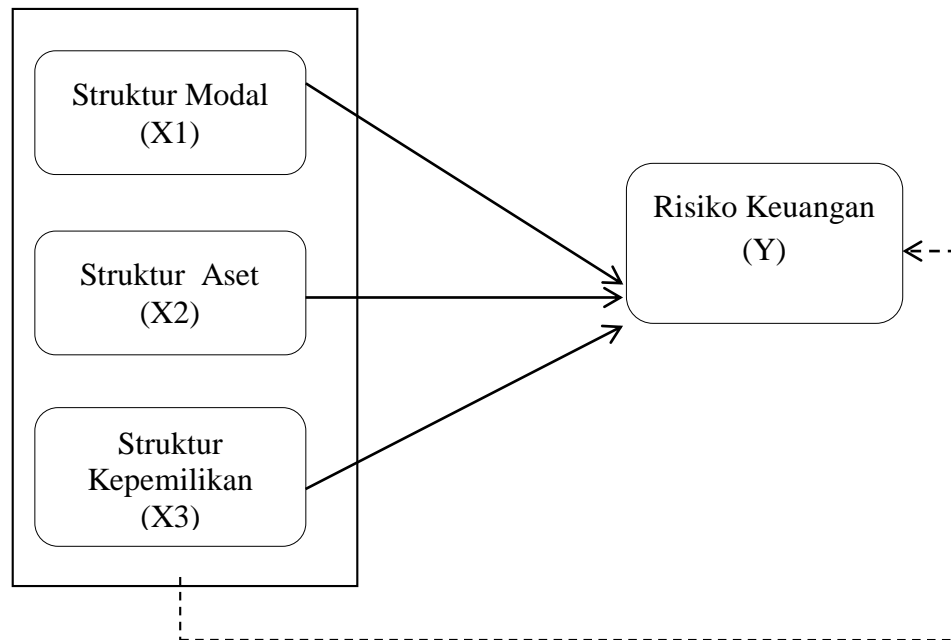 Struktur Modal
(X1)
Struktur Aset
(X2)
Struktur
Kepemilikan
(X3)
Risiko Keuangan
(Y)